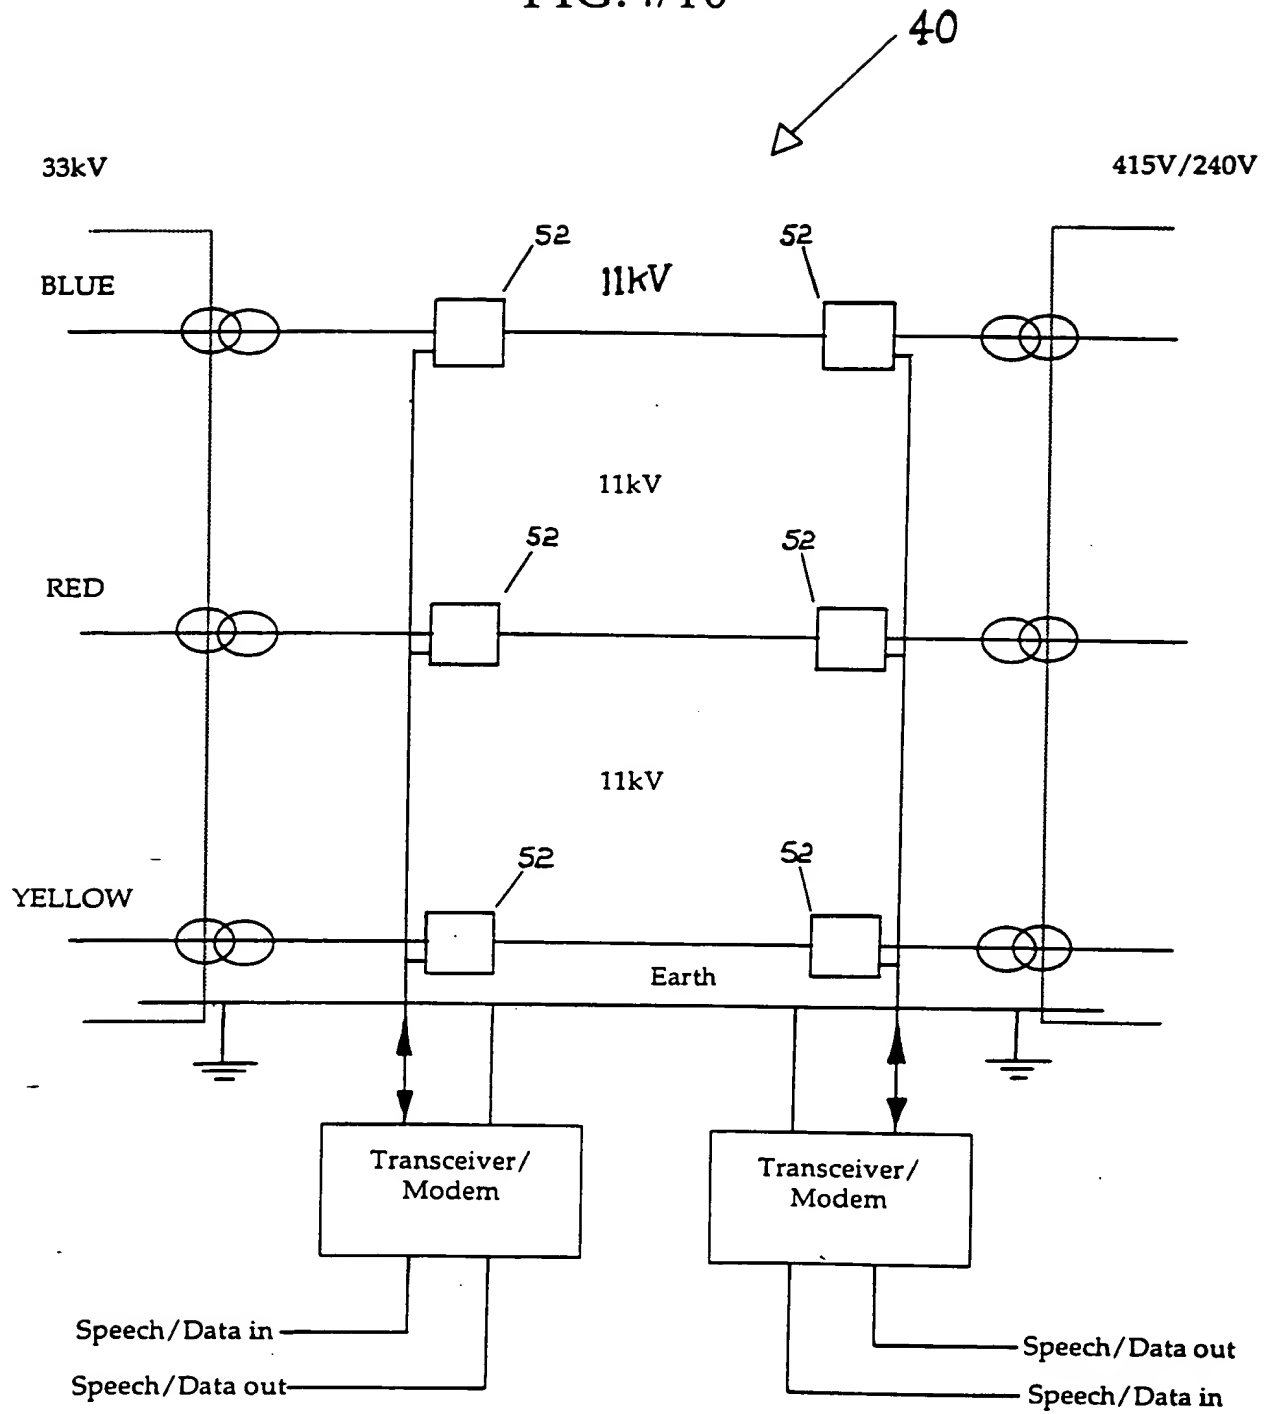 40
33kV
415V/240V
52
52
11kV
BLUE
11kV
52
52
RED
11kV
52
52
YELLOW
Earth
Transceiver/
Modem
Transceiver/
Modem
Speech/Data in
Speech/Data out
Speech/Data out
Speech/Data in